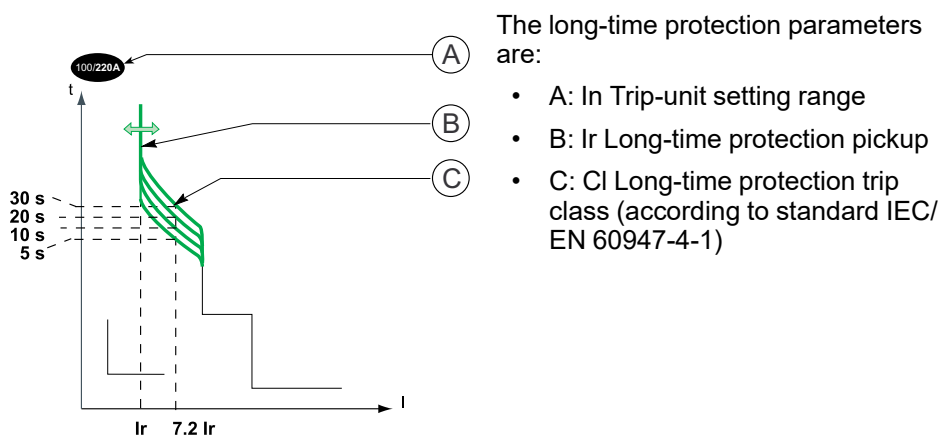 100/220A
t
A
B
C
30 s
20 s
10 s
5 s
I
Ir 7.2 Ir
The long-time protection parameters
are:
• A: In Trip-unit setting range
• B: Ir Long-time protection pickup
• C: Cl Long-time protection trip
class (according to standard IEC/
EN 60947-4-1)